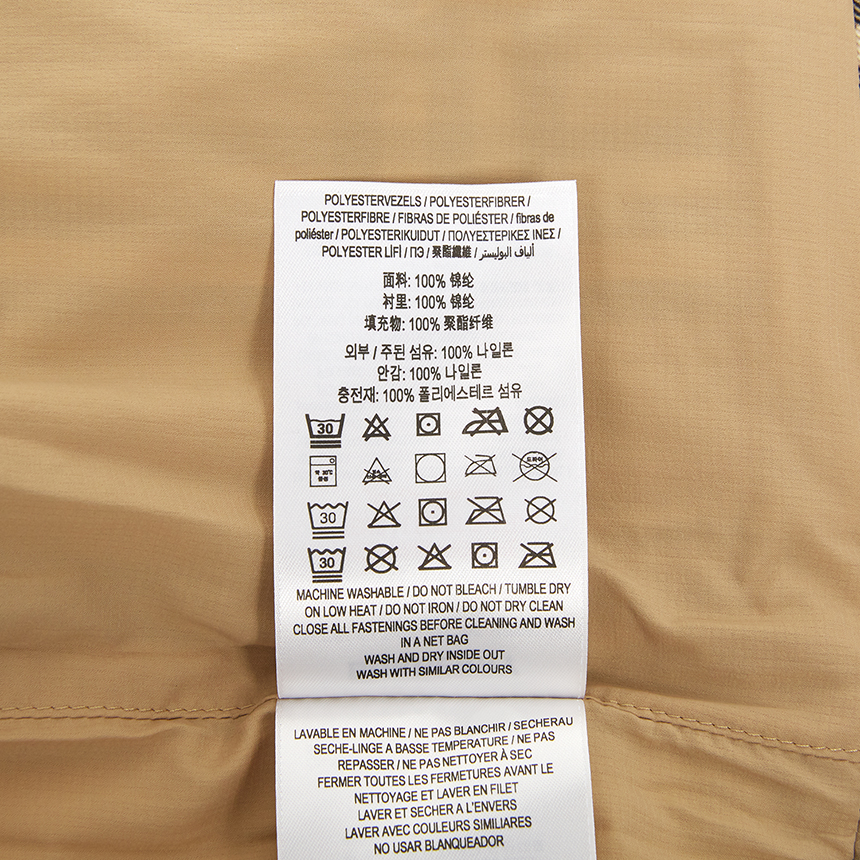 POLYESTERVEZELS / POLYESTERFIBRER /
POLYESTERFIBRE / FIBRAS DE POLIÉSTER / fibras de
poliéster / POLYESTERIKUIDUT / ΠΟΛΥΕΣΤΕΡΙΚΕΣ ΙΝΕΣ /
POLYESTER LİFİ / ПЭ / 聚酯纖維 / ألياف البوليستر
面料: 100% 锦纶
衬里: 100% 锦纶
填充物: 100% 聚酯纤维
외부 / 주된 섬유: 100% 나일론
안감: 100% 나일론
충전재: 100% 폴리에스테르 섬유
30
약 30℃
중성
드라이
30
30
MACHINE WASHABLE / DO NOT BLEACH / TUMBLE DRY
ON LOW HEAT / DO NOT IRON / DO NOT DRY CLEAN
CLOSE ALL FASTENINGS BEFORE CLEANING AND WASH
IN A NET BAG
WASH AND DRY INSIDE OUT
WASH WITH SIMILAR COLOURS
LAVABLE EN MACHINE / NE PAS BLANCHIR / SECHERAU
SECHE-LINGE A BASSE TEMPERATURE / NE PAS
REPASSER / NE PAS NETTOYER À SEC
FERMER TOUTES LES FERMETURES AVANT LE
NETTOYAGE ET LAVER EN FILET
LAVER ET SECHER A L'ENVERS
LAVER AVEC COULEURS SIMILIARES
NO USAR BLANQUEADOR